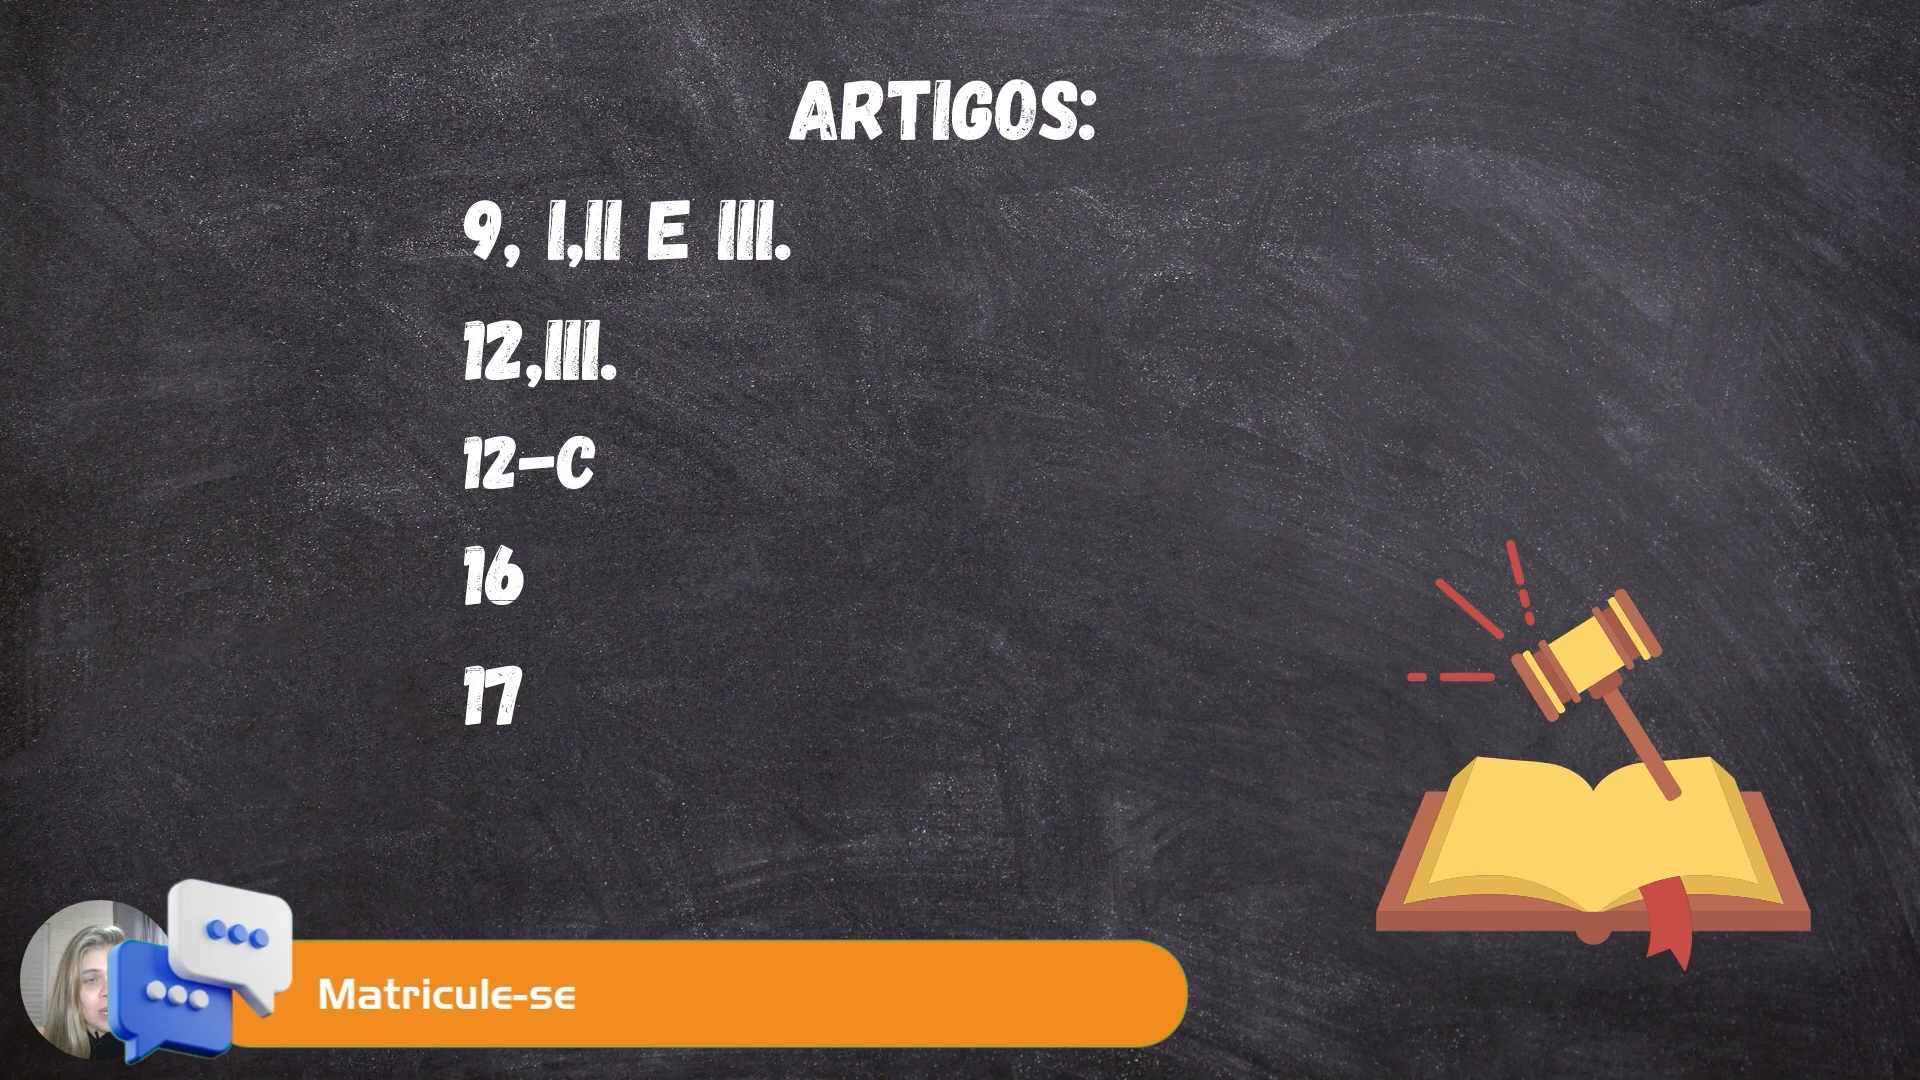 ARTIGOS:
9, I,II E III.
12,III.
12-C
16
17
Matricule-se